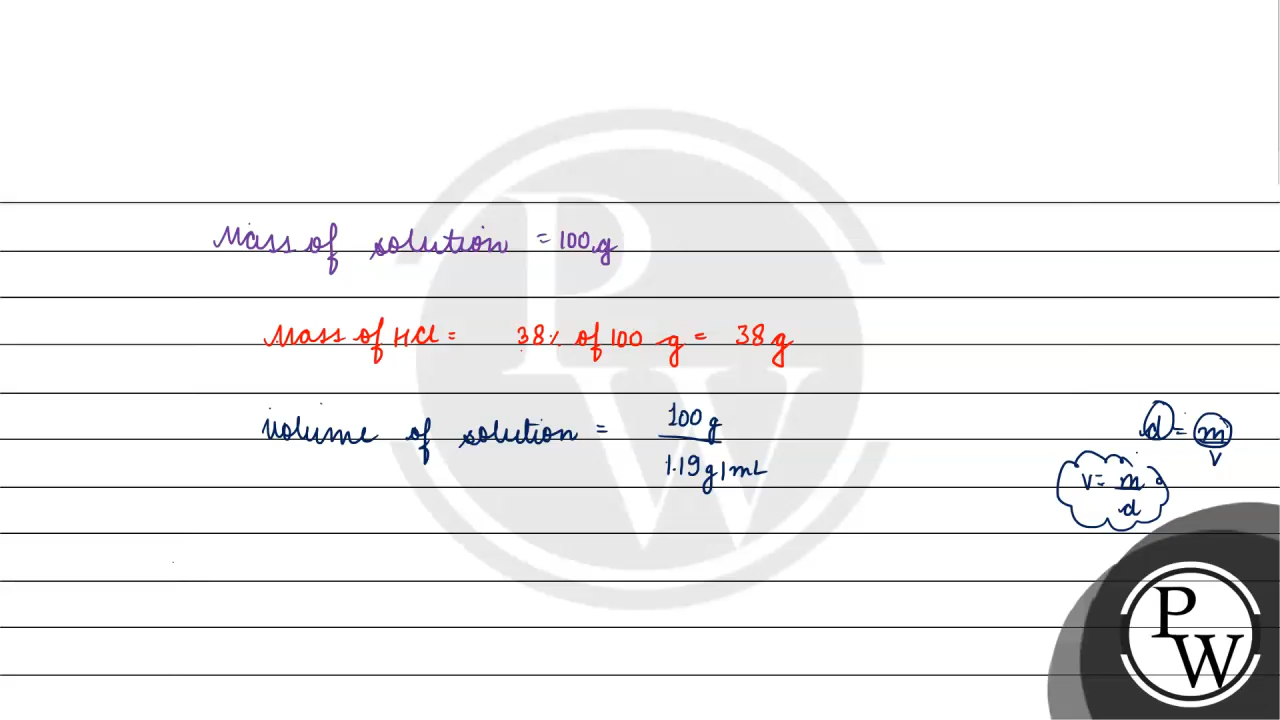 Mass of solution = 100 g
Mass of HCl = 38% of 100 g = 38 g
Volume of solution = 100 g
1.19 g/mL
d = m
v
V = m
d
P
W
P
W